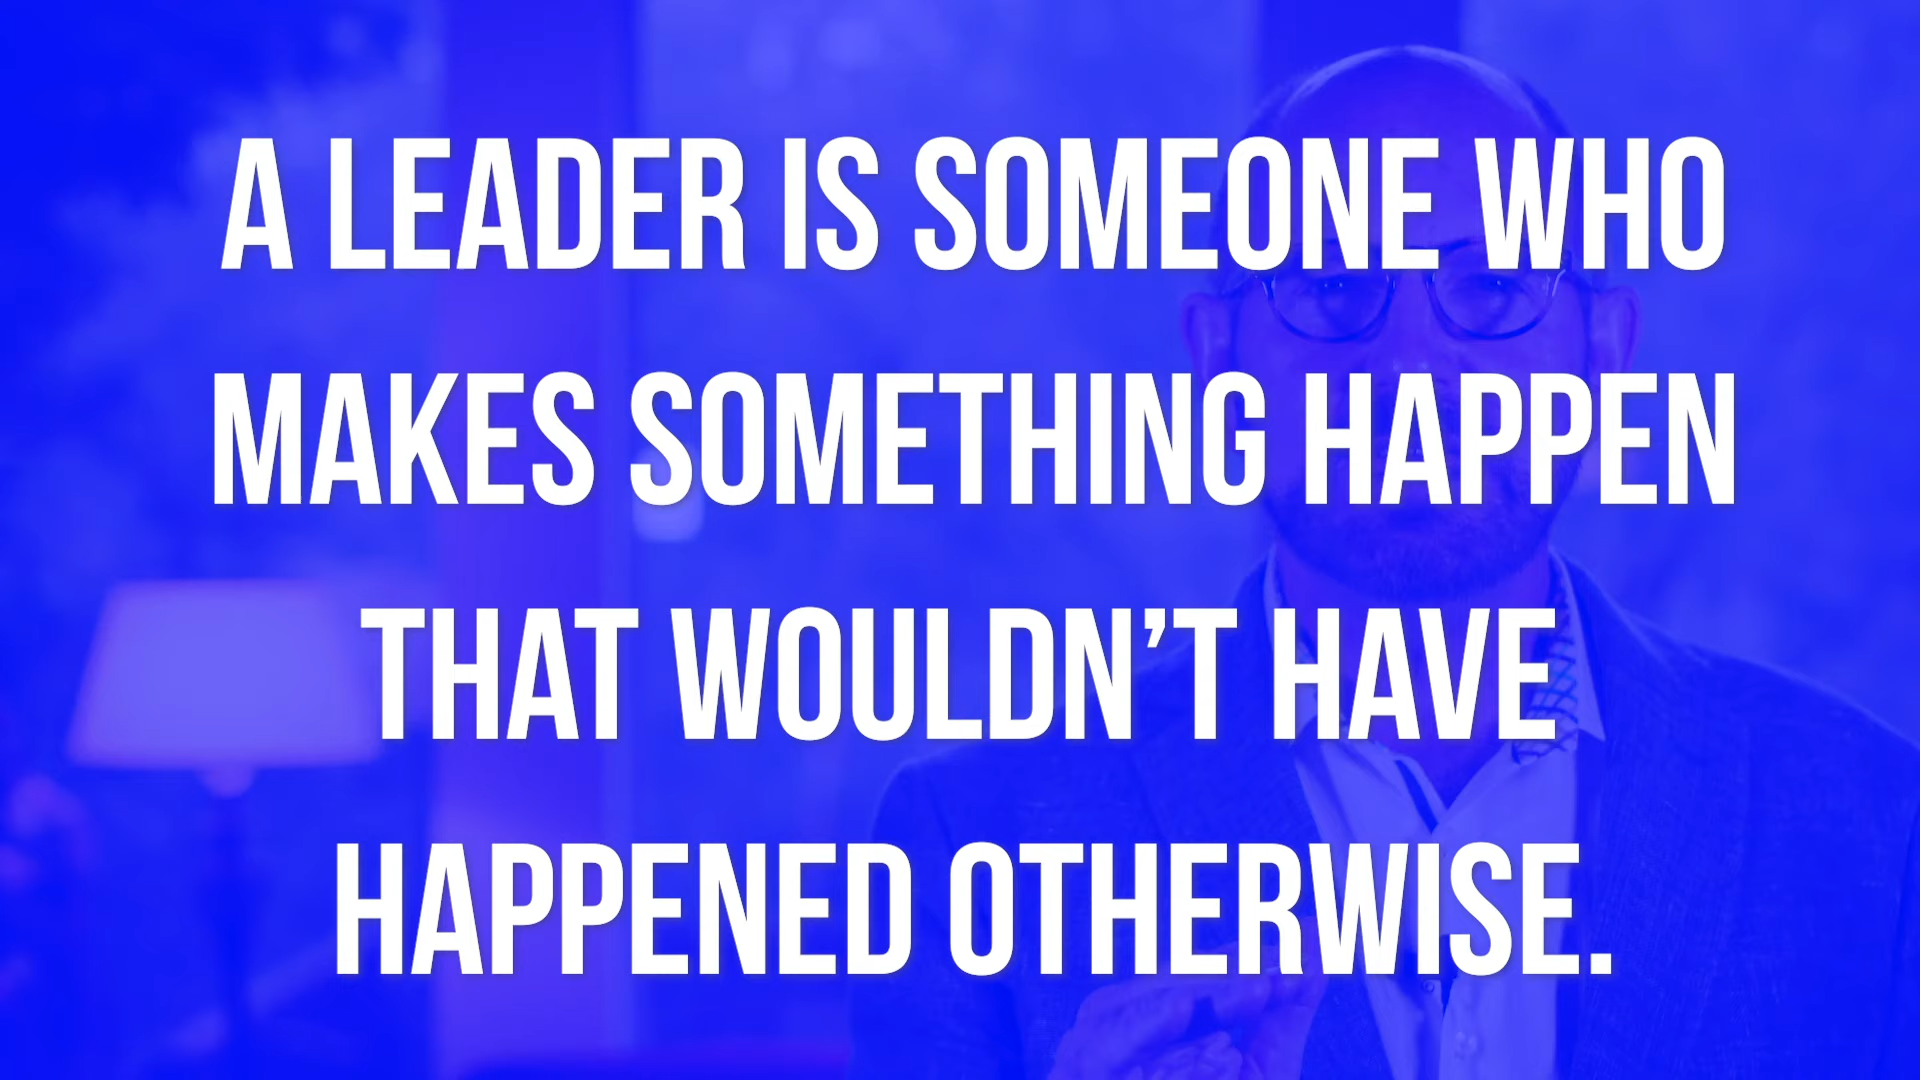 A LEADER IS SOMEONE WHO
MAKES SOMETHING HAPPEN
THAT WOULDN’T HAVE
HAPPENED OTHERWISE.